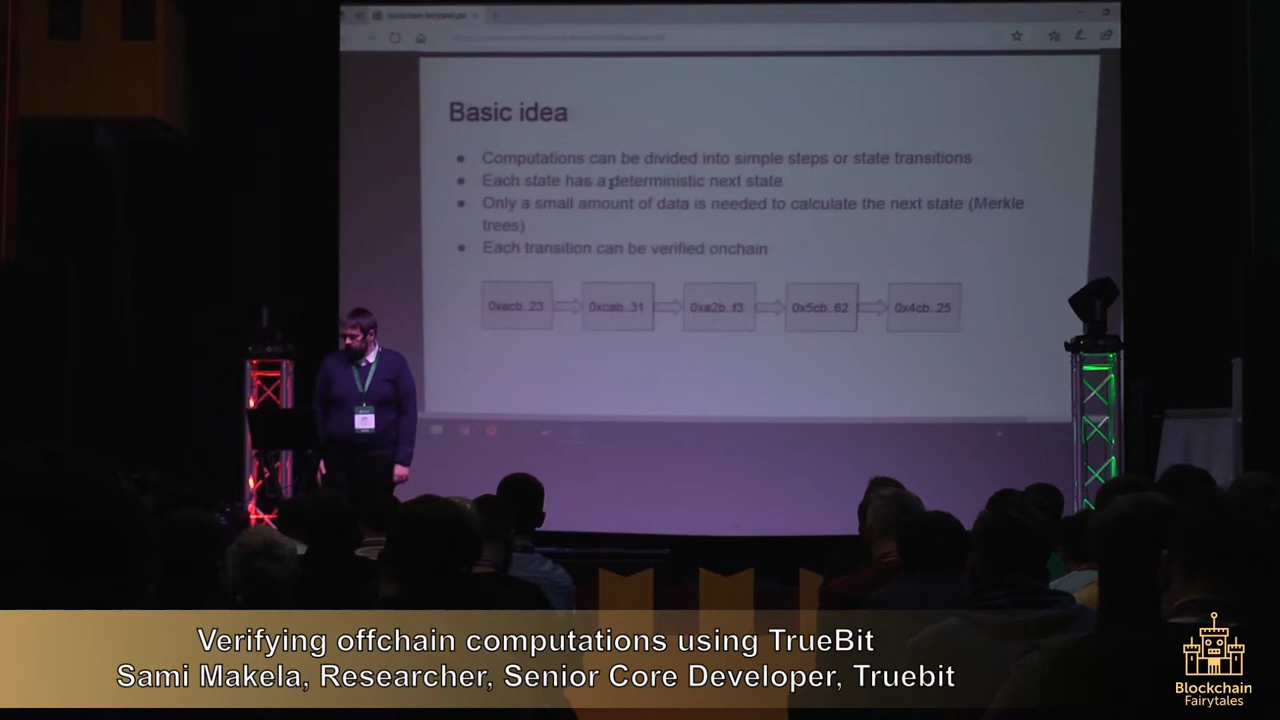 blockchain fairytales.pdf
Basic idea
Computations can be divided into simple steps or state transitions
Each state has a deterministic next state
Only a small amount of data is needed to calculate the next state (Merkle
trees)
Each transition can be verified onchain
0xacb..23
0xcab..31
0xa2b..f3
0x5cb..62
0x4cb..25
Verifying offchain computations using TrueBit
Sami Makela, Researcher, Senior Core Developer, Truebit
Blockchain
Fairytales